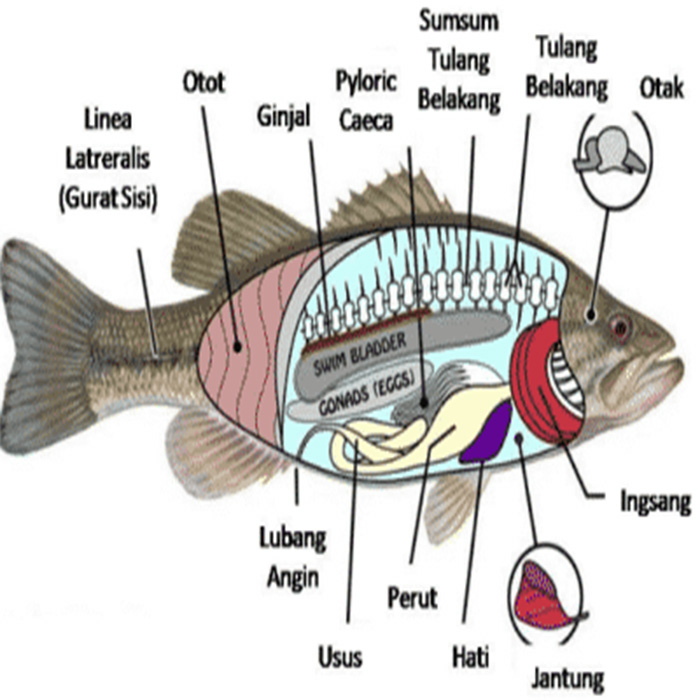 Sumsum
Tulang
Belakang
Tulang
Belakang
Otak
Pyloric
Caeca
Otot
Ginjal
Linea
Latreralis
(Gurat Sisi)
SWIM BLADDER
GONADS (EGGS)
Ingsang
Lubang
Angin
Perut
Usus
Hati
Jantung